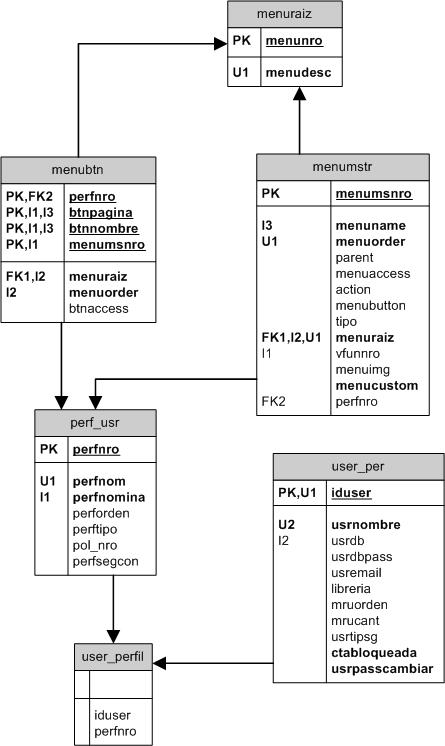 menuraiz
PK menunro
U1 menudesc
menubtn
PK,FK2 perfnro
PK,I1,I3 btnpagina
PK,I1,I3 btnnombre
PK,I1 menumsnro
FK1,I2 menuraiz
I2 menuorder
btnaccess
menumstr
PK menumsnro
I3 menuname
U1 menuorder
parent
menuaccess
action
menubutton
tipo
FK1,I2,U1 menuraiz
I1 vfunnro
menuimg
menucustom
FK2 perfnro
perf_usr
PK perfnro
U1 perfnom
I1 perfnomina
perforden
perftipo
pol_nro
perfsegcon
user_per
PK,U1 iduser
U2 usrnombre
I2 usrdb
usrdbpass
usremail
libreria
mruorden
mrucant
usrtipsg
ctabloqueada
usrpasscambiar
user_perfil
iduser
perfnro